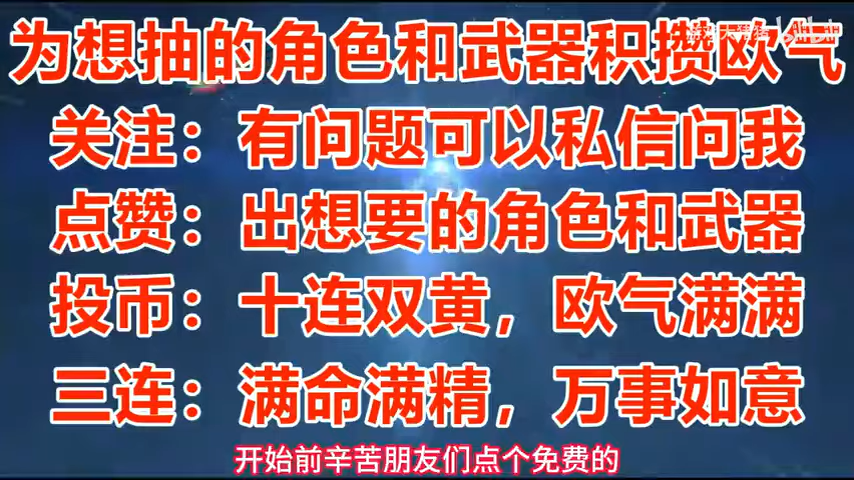 为想抽的角色和武器积攒欧气
关注：有问题可以私信问我
点赞：出想要的角色和武器
投币：十连双黄，欧气满满
三连：满命满精，万事如意
开始前辛苦朋友们点个免费的